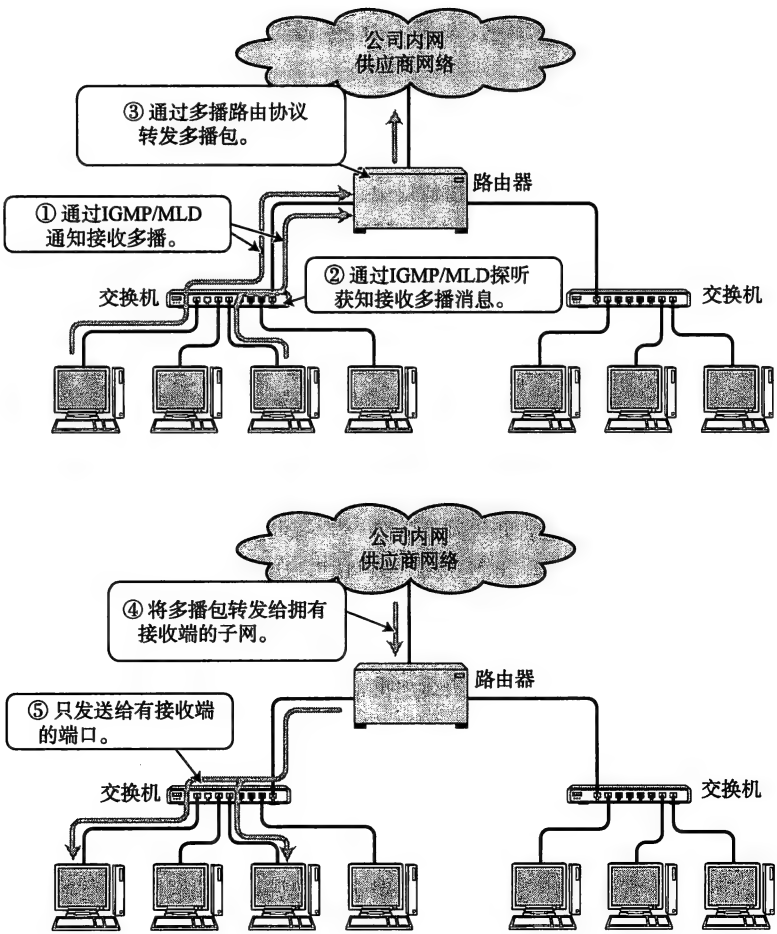 公司内网
供应商网络
③ 通过多播路由协议
转发多播包。
路由器
① 通过IGMP/MLD
通知接收多播。
② 通过IGMP/MLD探听
获知接收多播消息。
交换机
交换机
公司内网
供应商网络
④ 将多播包转发给拥有
接收端的子网。
路由器
⑤ 只发送给有接收端
的端口。
交换机
交换机